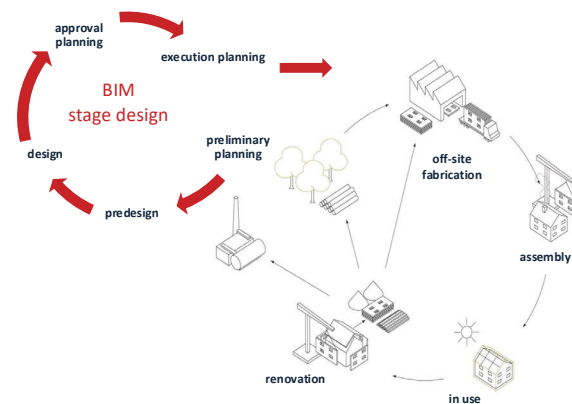 approval
planning
execution planning
BIM
stage design
design
preliminary
planning
predesign
off-site
fabrication
assembly
renovation
in use